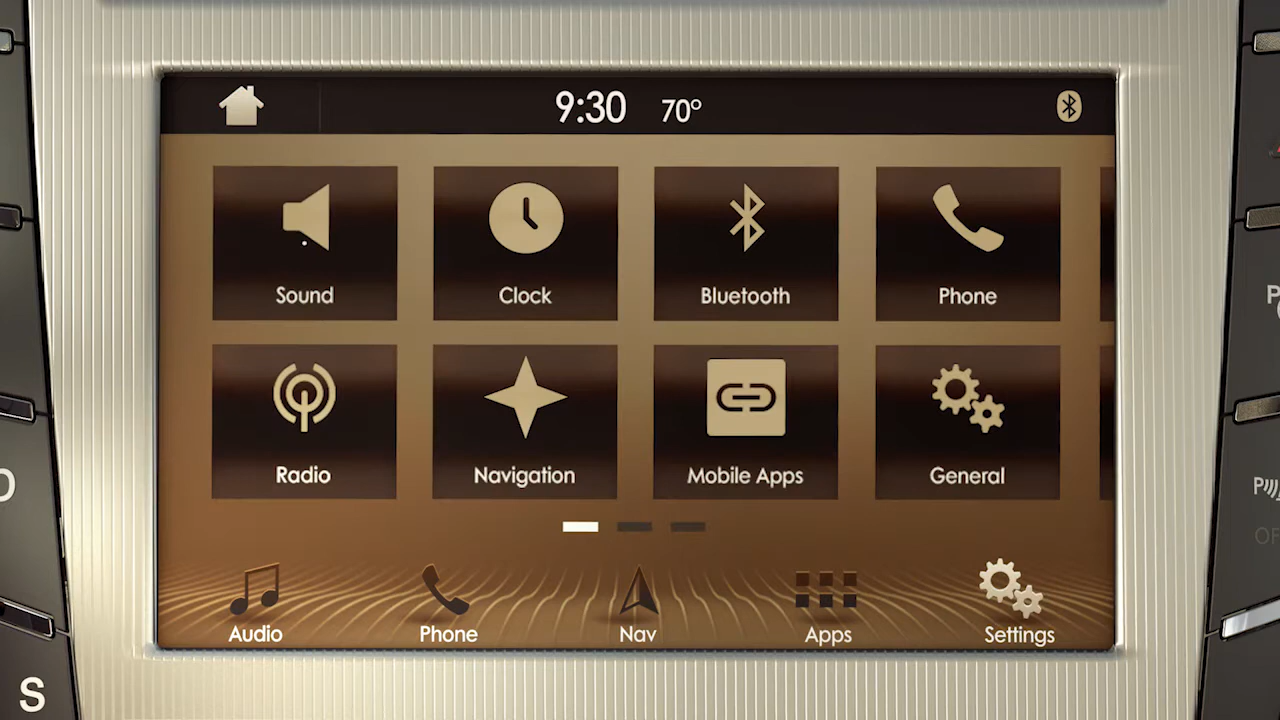 9:30 70°
Sound Clock Bluetooth Phone
Radio Navigation Mobile Apps General
Audio Phone Nav Apps Settings
S